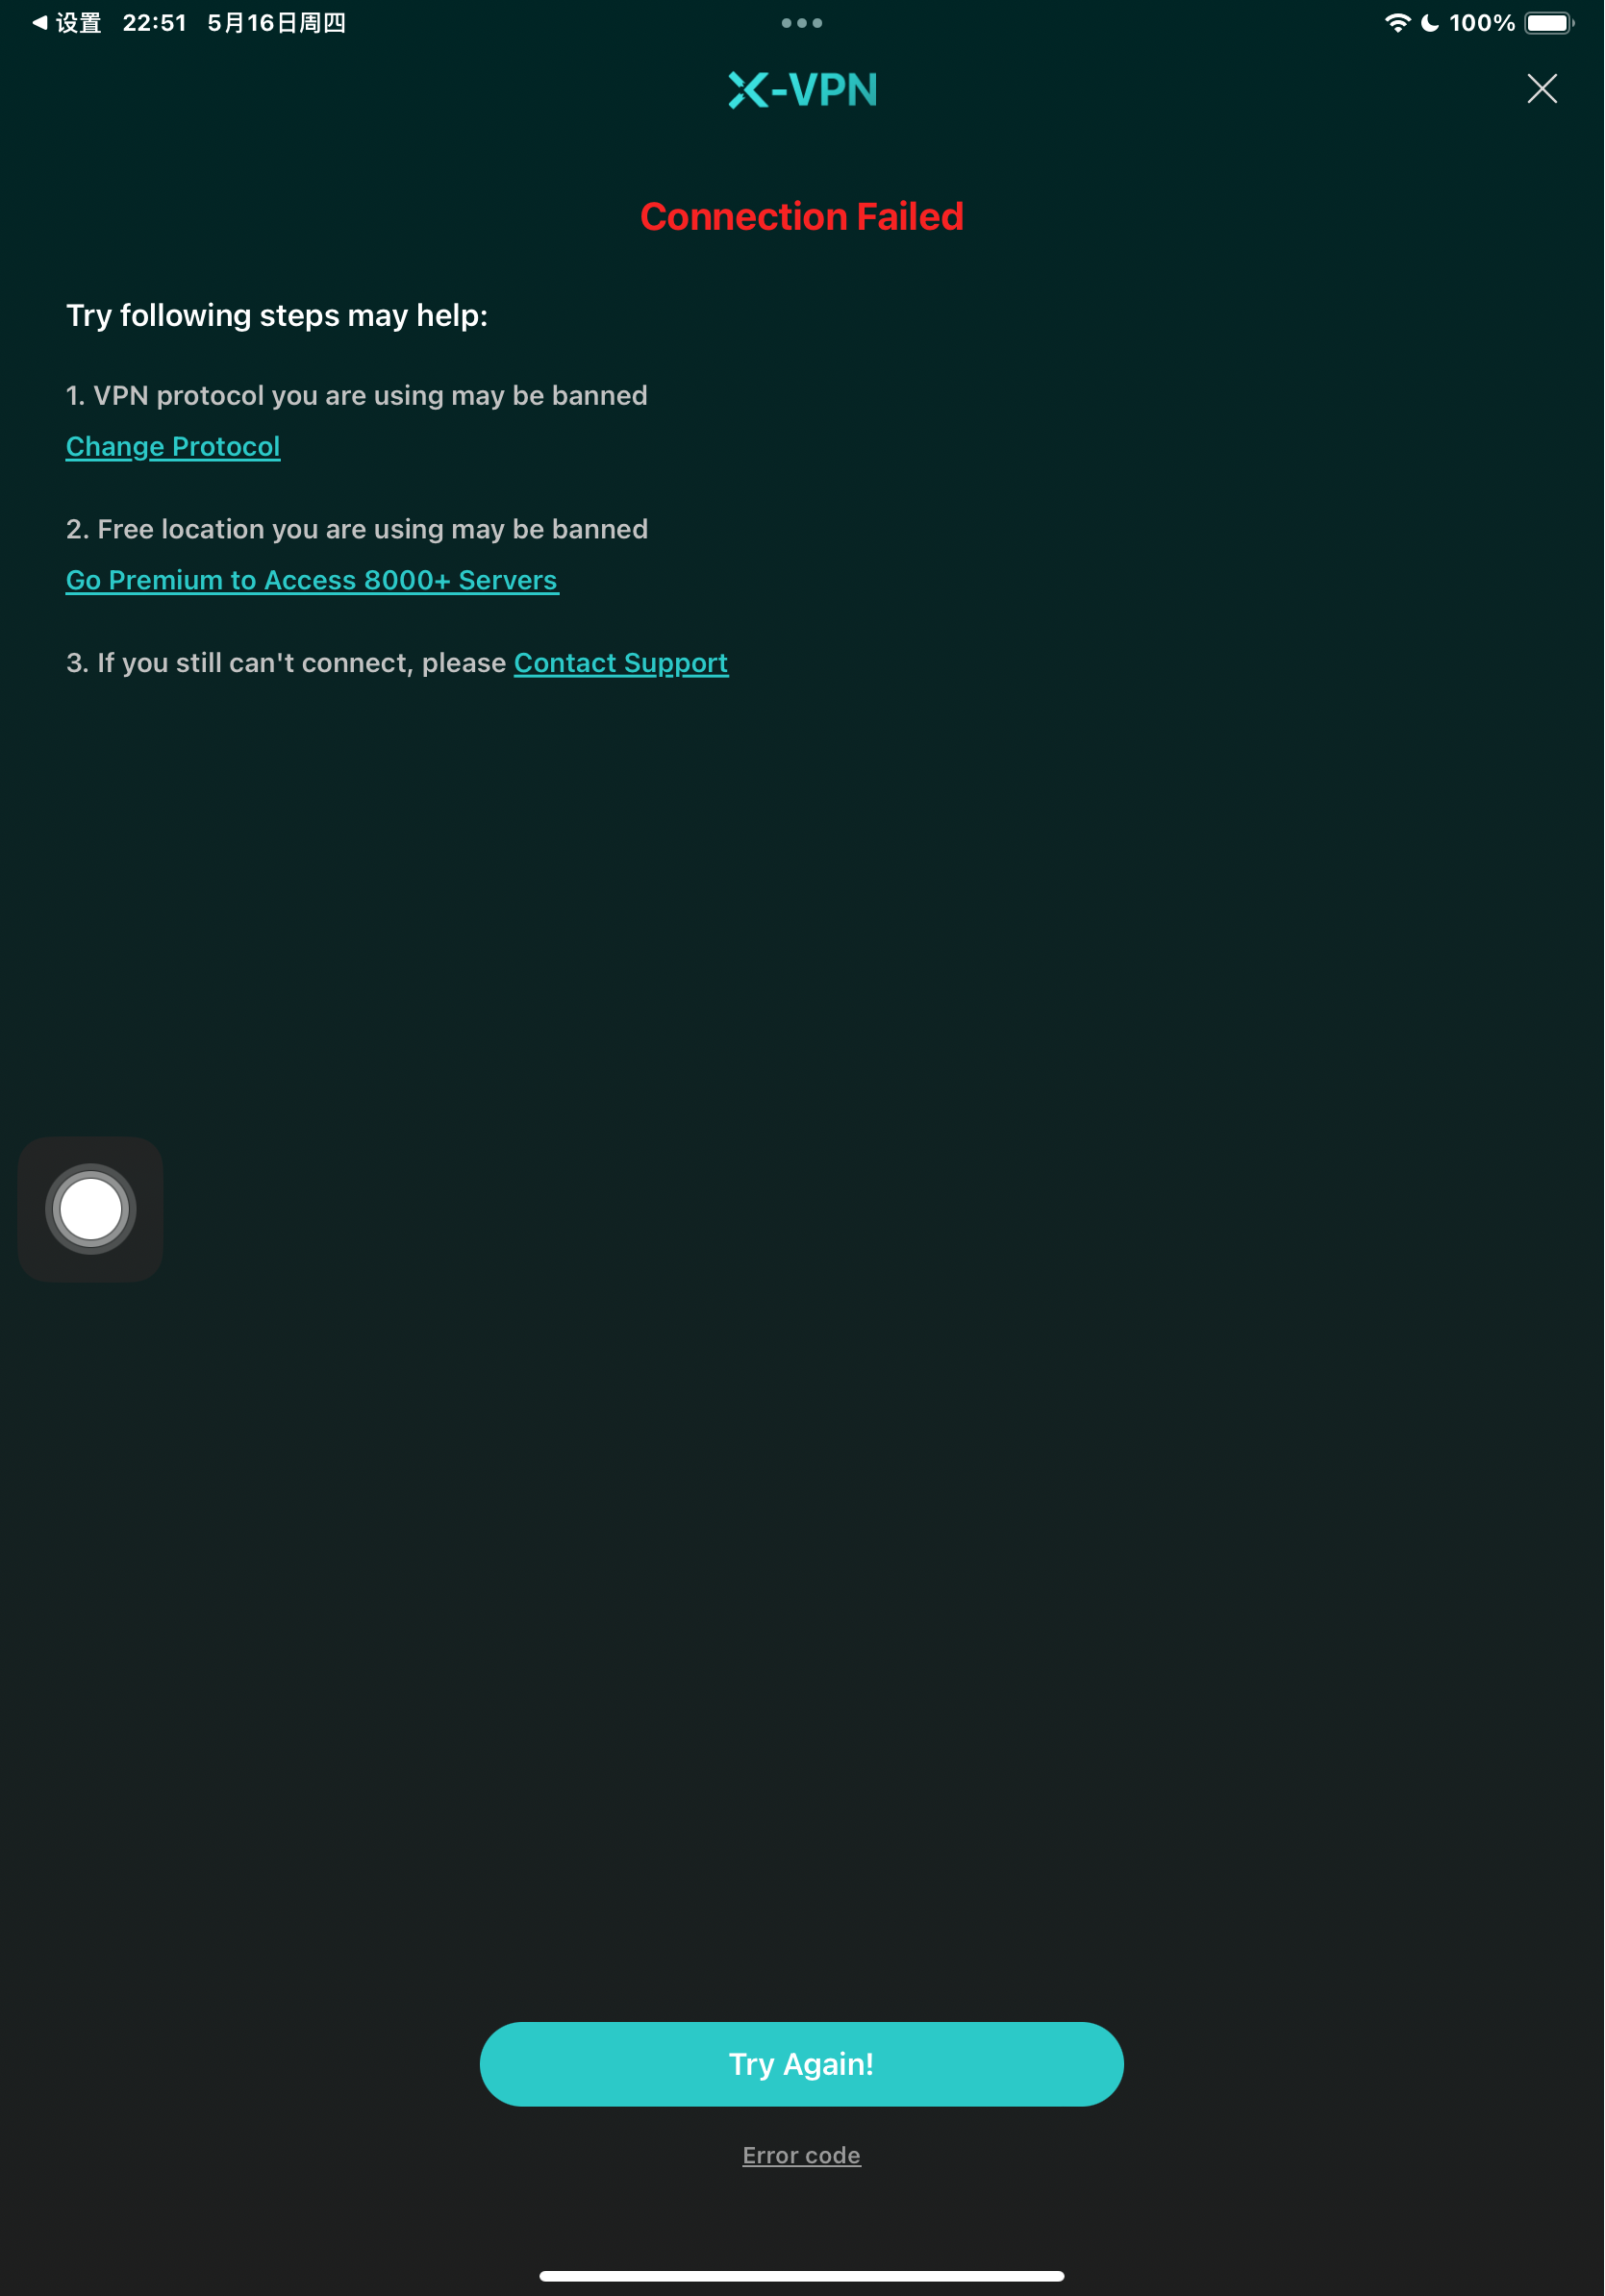 设置 22:51 5月16日周四
100%
X-VPN
Connection Failed
Try following steps may help:
1. VPN protocol you are using may be banned
Change Protocol
2. Free location you are using may be banned
Go Premium to Access 8000+ Servers
3. If you still can't connect, please Contact Support
Try Again!
Error code